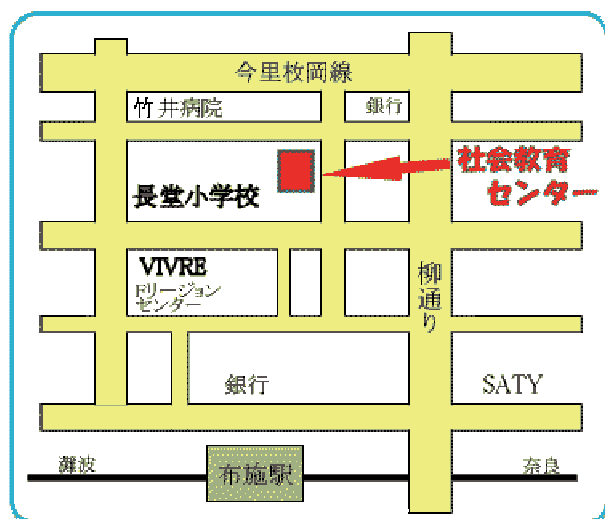 今里枚岡線
竹井病院
銀行
社会教育
センター
長堂小学校
VIVRE
Fリージョン
センター
柳通り
銀行
SATY
灘波
布施駅
奈良